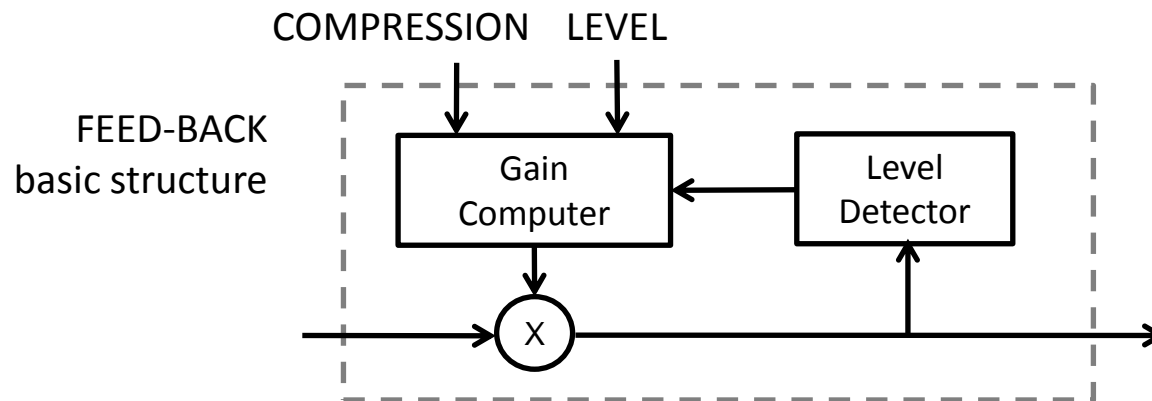 COMPRESSION LEVEL
FEED-BACK
basic structure
Gain
Computer
Level
Detector
X